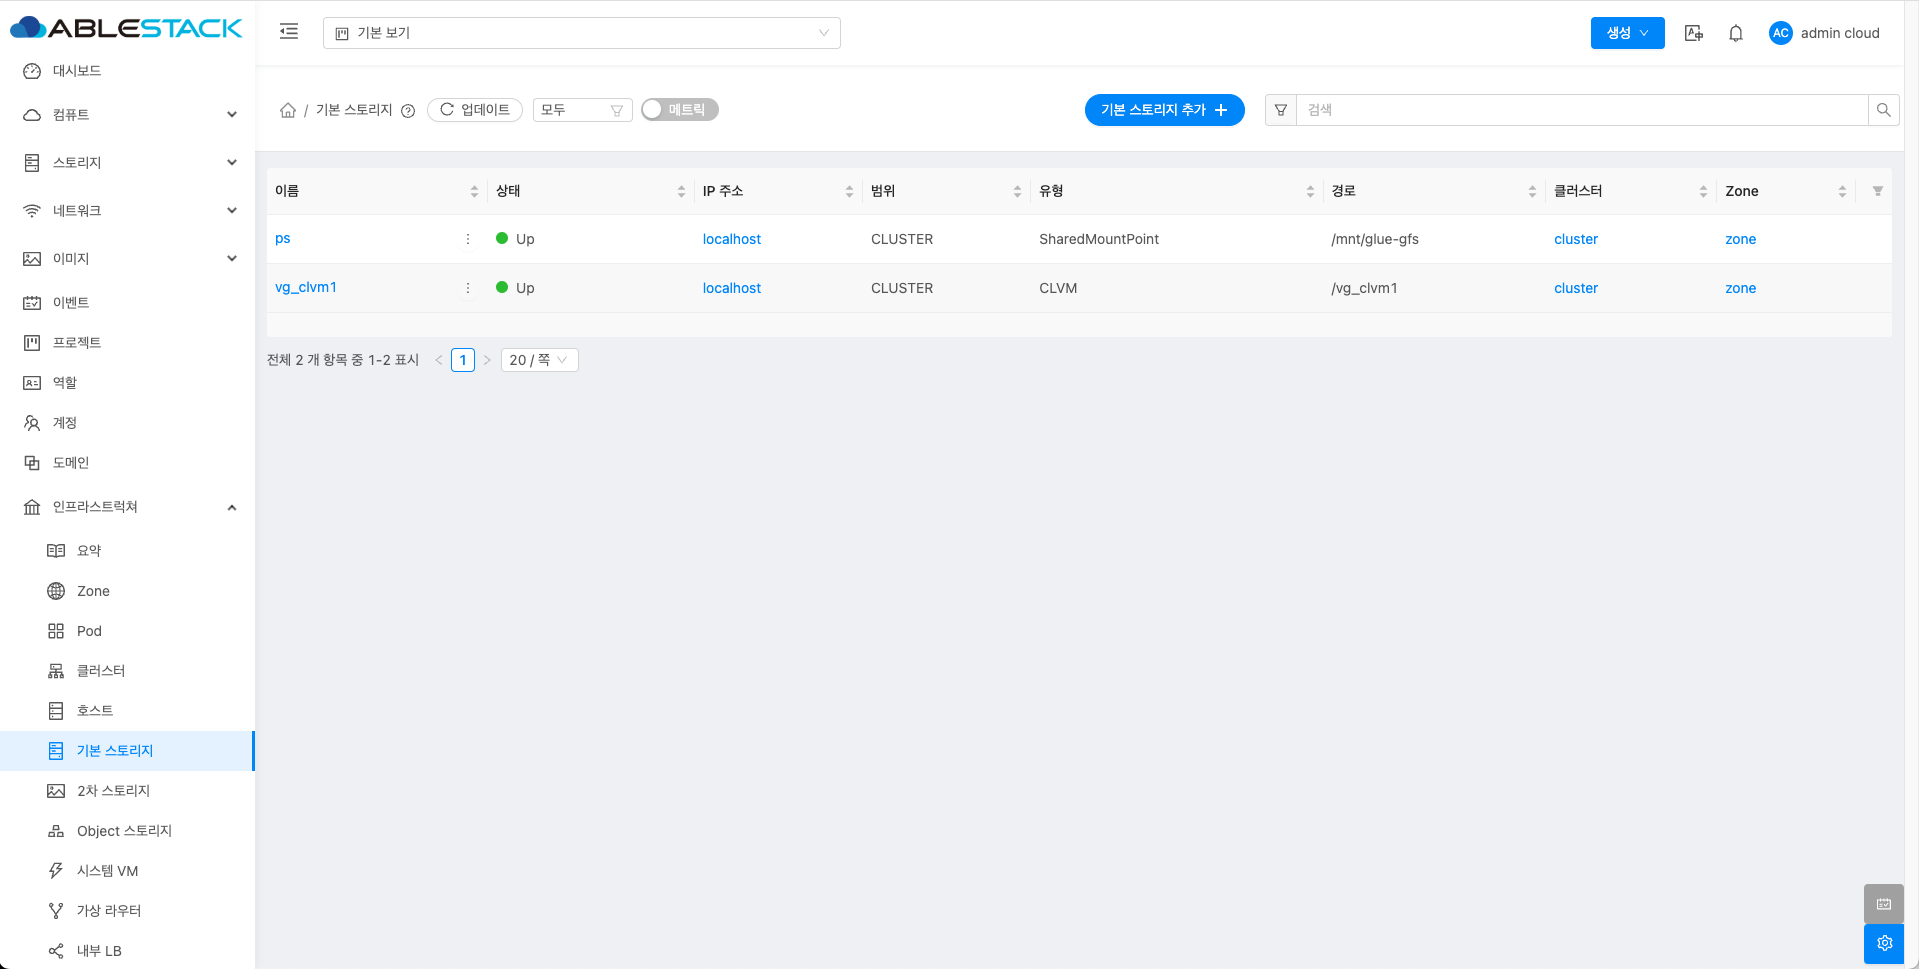 ABLESTACK
기본 보기
생성
AC
admin cloud
대시보드
컴퓨트
스토리지
네트워크
이미지
이벤트
프로젝트
역할
계정
도메인
인프라스트럭쳐
요약
Zone
Pod
클러스터
호스트
기본 스토리지
2차 스토리지
Object 스토리지
시스템 VM
가상 라우터
내부 LB
/ 기본 스토리지
업데이트
모두
메트릭
기본 스토리지 추가
검색
이름 상태 IP 주소 범위 유형 경로 클러스터 Zone
ps Up localhost CLUSTER SharedMountPoint /mnt/glue-gfs cluster zone
vg_clvm1 Up localhost CLUSTER CLVM /vg_clvm1 cluster zone
전체 2 개 항목 중 1-2 표시 < 1 > 20 / 쪽